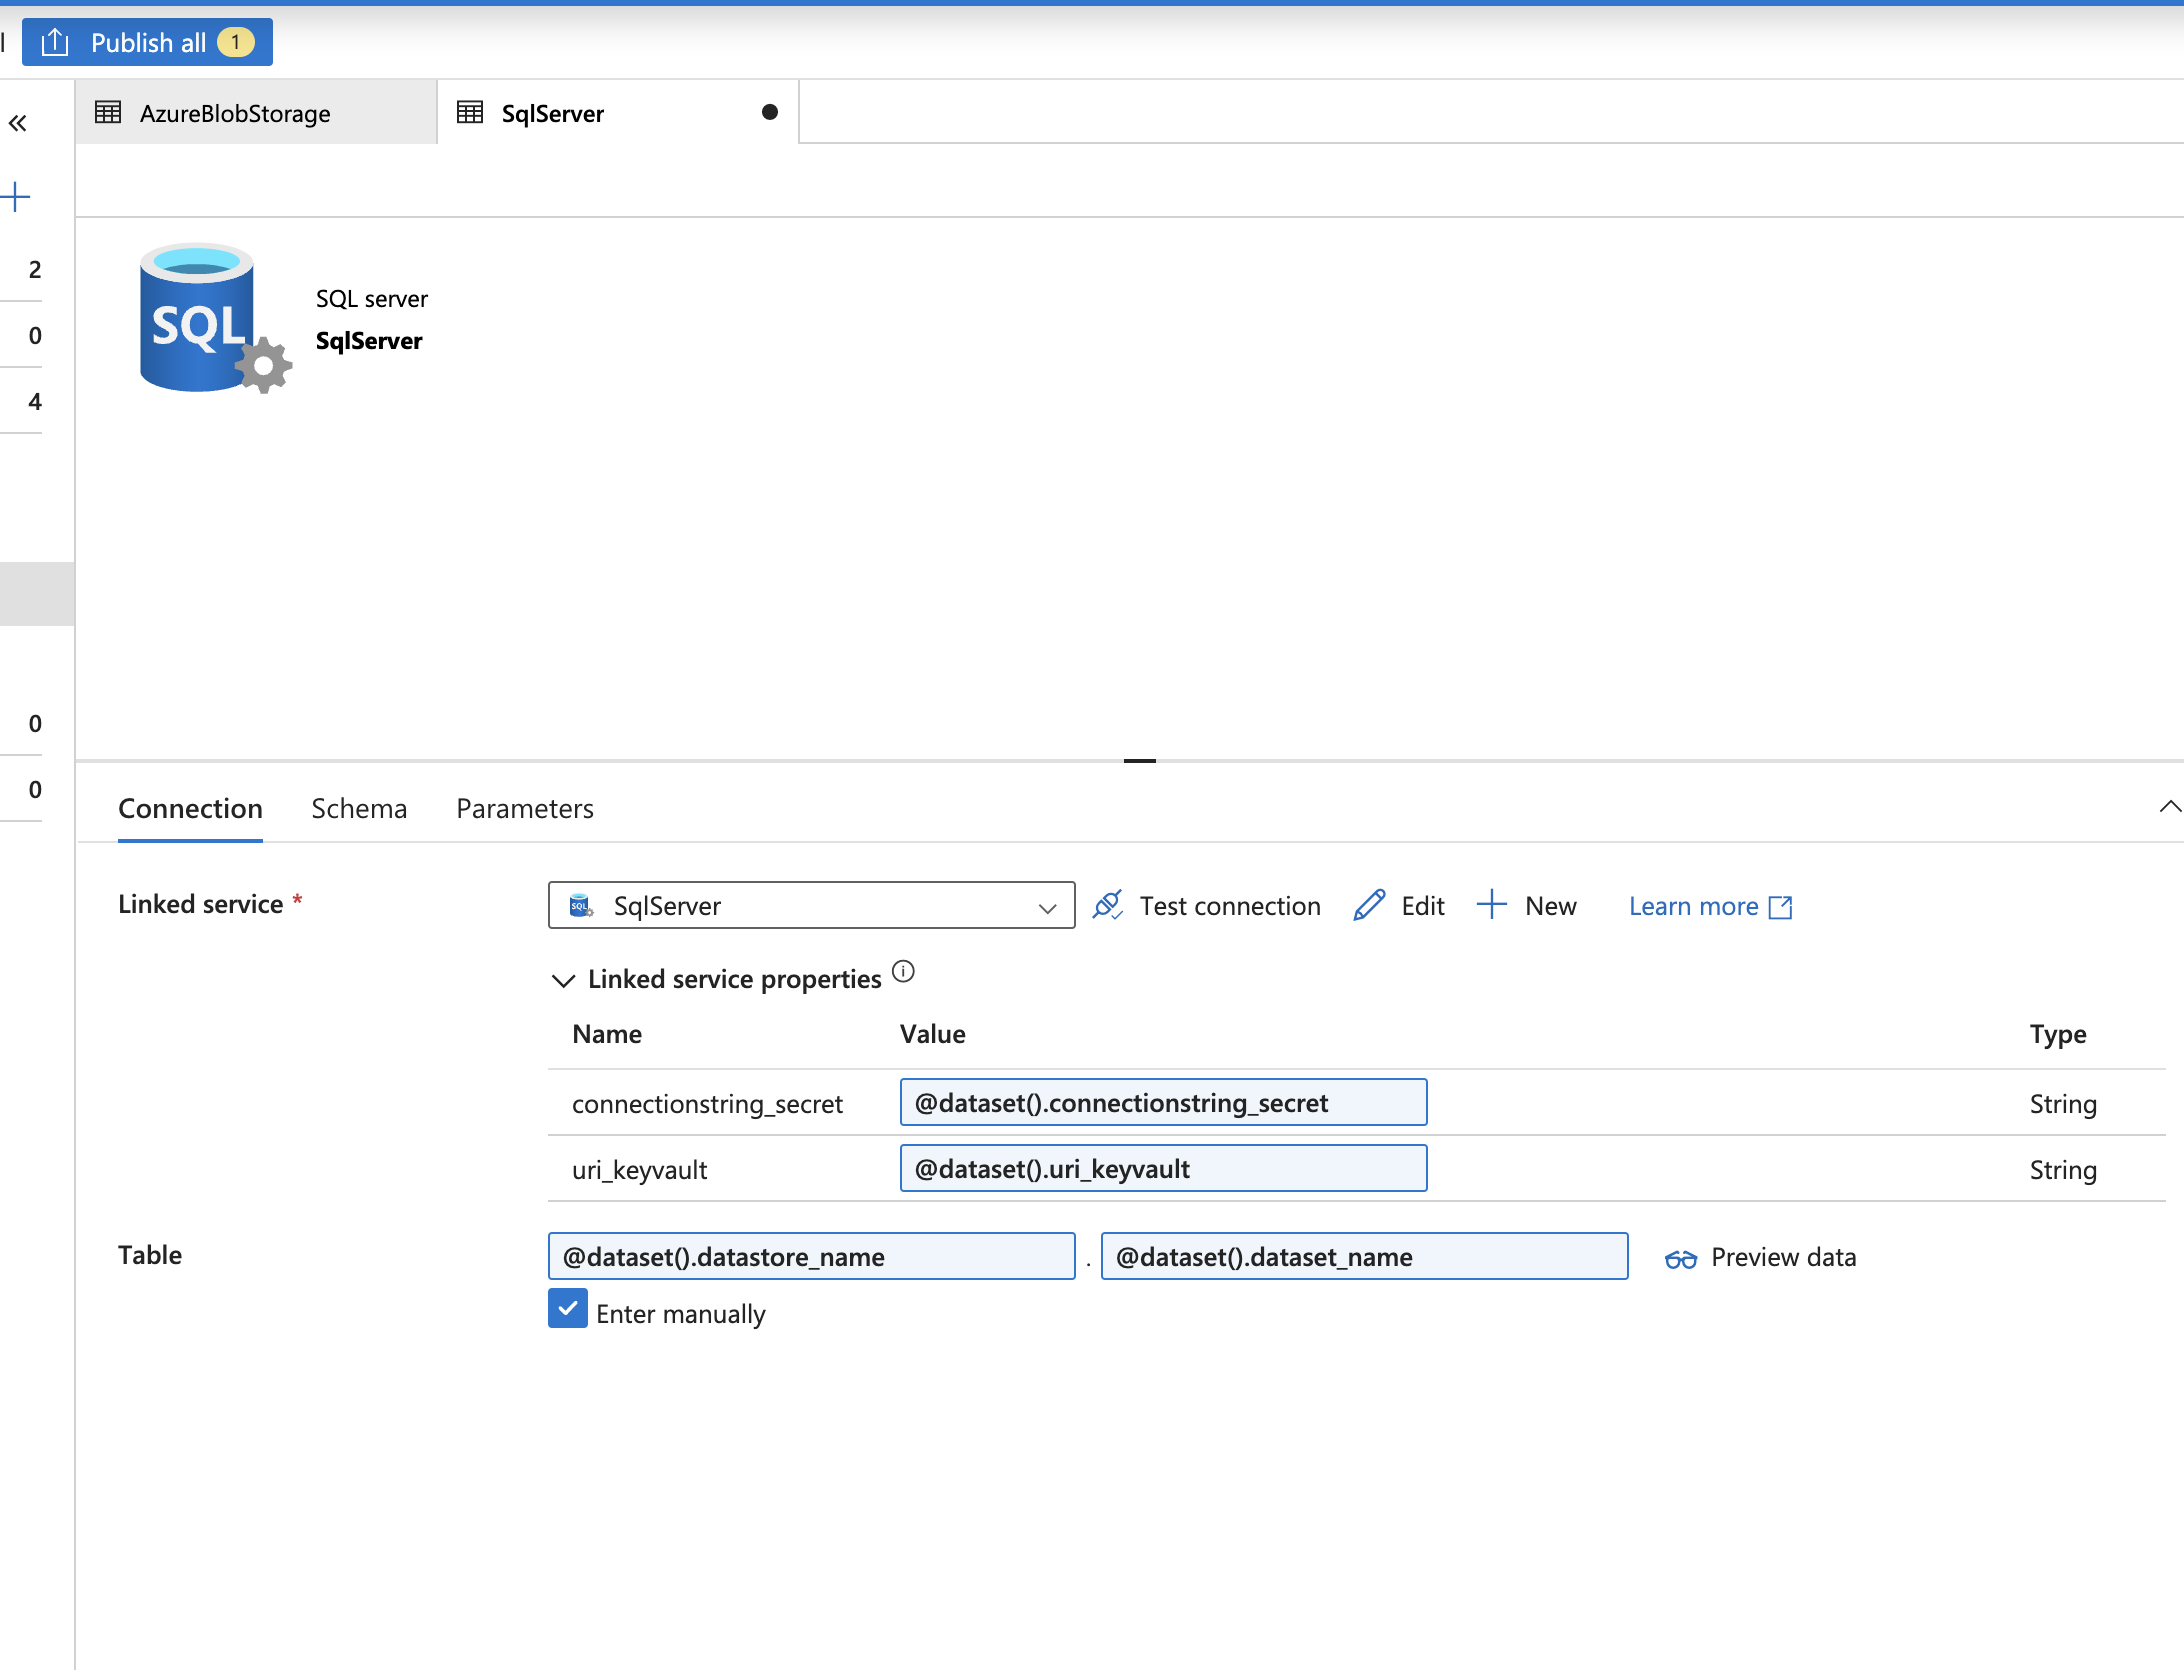 Publish all 1
AzureBlobStorage
SqlServer
2
0
4
SQL
SQL server
SqlServer
0
0
Connection Schema Parameters
Linked service * SQL SqlServer Test connection Edit New Learn more
Linked service properties
Name Value Type
connectionstring_secret @dataset().connectionstring_secret String
uri_keyvault @dataset().uri_keyvault String
Table @dataset().datastore_name . @dataset().dataset_name Preview data
Enter manually